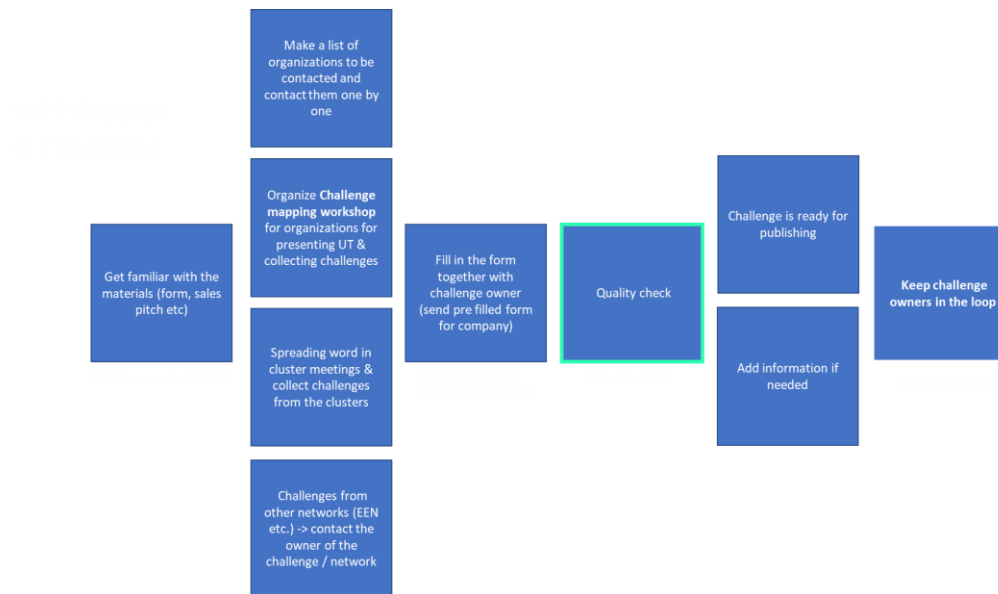 Make a list of
organizations to be
contacted and
contact them one by
one
Organize Challenge
mapping workshop
for organizations for
presenting UT &
collecting challenges
Get familiar with the
materials (form, sales
pitch etc)
Spreading word in
cluster meetings &
collect challenges
from the clusters
Challenges from
other networks (EEN
etc.) -> contact the
owner of the
challenge / network
Fill in the form
together with
challenge owner
(send pre filled form
for company)
Quality check
Challenge is ready for
publishing
Add information if
needed
Keep challenge
owners in the loop